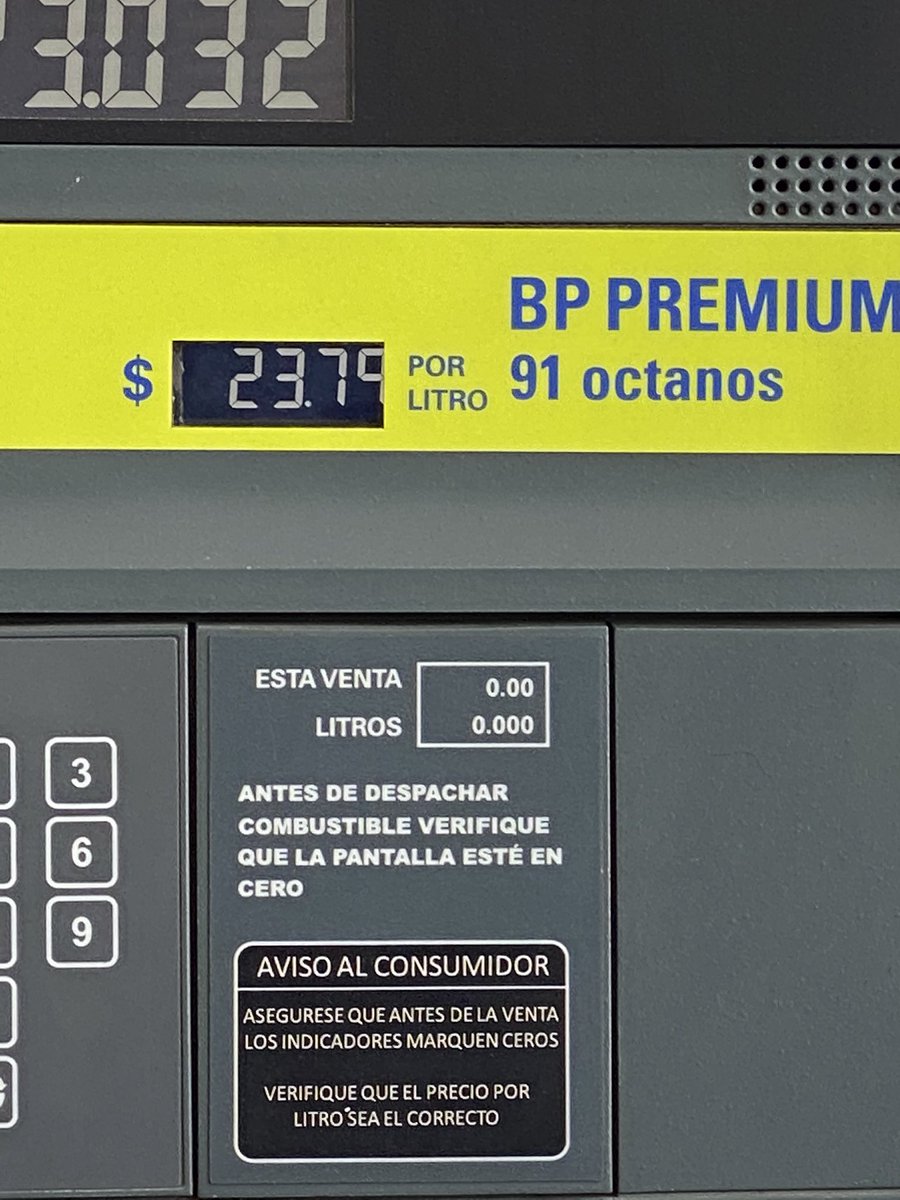 3.032
BP PREMIUM
$ 23.79 POR
LITRO
91 octanos
ESTA VENTA 0.00
LITROS 0.000
ANTES DE DESPACHAR
COMBUSTIBLE VERIFIQUE
QUE LA PANTALLA ESTÉ EN
CERO
3
6
9
AVISO AL CONSUMIDOR
ASEGURESE QUE ANTES DE LA VENTA
LOS INDICADORES MARQUEN CEROS
VERIFIQUE QUE EL PRECIO POR
LITRO SEA EL CORRECTO